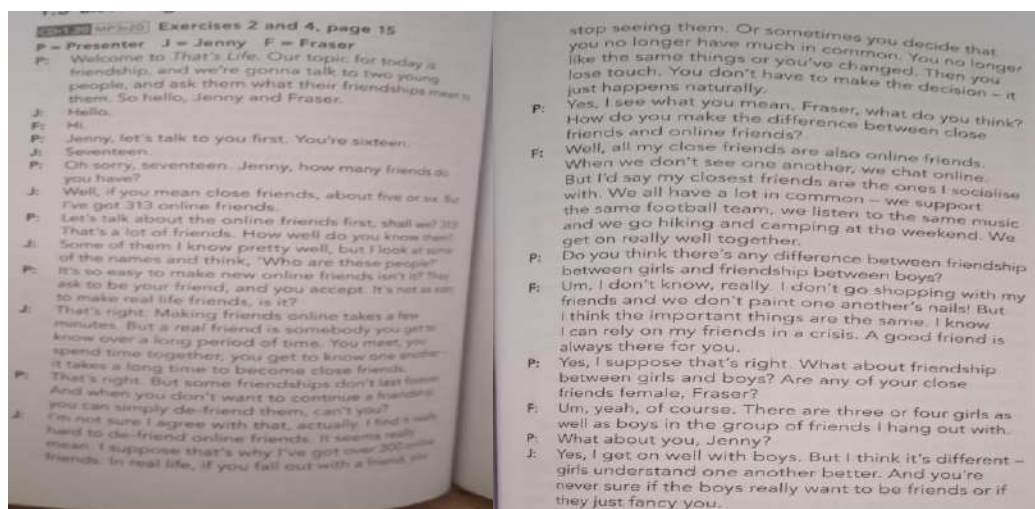 CD•1.20 MP3•20 Exercises 2 and 4, page 15
P = Presenter J = Jenny F = Fraser
P: Welcome to That's Life. Our topic for today is
friendship, and we're gonna talk to two young
people, and ask them what their friendships mean to
them. So hello, Jenny and Fraser.
J: Hello.
F: Hi.
P: Jenny, let's talk to you first. You're sixteen.
J: Seventeen.
P: Oh sorry, seventeen. Jenny, how many friends do
you have?
J: Well, if you mean close friends, about five or six. But
I've got 313 online friends.
P: Let's talk about the online friends first, shall we? 313
That's a lot of friends. How well do you know them?
J: Some of them I know pretty well, but I look at some
of the names and think, 'Who are these people?'
P: It's so easy to make new online friends isn't it? They
ask to be your friend, and you accept. It's not as easy
to make real life friends, is it?
J: That's right. Making friends online takes a few
minutes. But a real friend is somebody you get to
know over a long period of time. You meet, you
spend time together, you get to know one another –
it takes a long time to become close friends.
P: That's right. But some friendships don't last forever.
And when you don't want to continue a friendship,
you can simply de-friend them, can't you?
J: I'm not sure I agree with that, actually. I find it really
hard to de-friend online friends. It seems really
mean. I suppose that's why I've got over 300 online
friends. In real life, if you fall out with a friend, you
stop seeing them. Or sometimes you decide that
you no longer have much in common. You no longer
like the same things or you've changed. Then you
lose touch. You don't have to make the decision – it
just happens naturally.
P: Yes, I see what you mean. Fraser, what do you think?
How do you make the difference between close
friends and online friends?
F: Well, all my close friends are also online friends.
When we don't see one another, we chat online.
But I'd say my closest friends are the ones I socialise
with. We all have a lot in common – we support
the same football team, we listen to the same music
and we go hiking and camping at the weekend. We
get on really well together.
P: Do you think there's any difference between friendship
between girls and friendship between boys?
F: Um, I don't know, really. I don't go shopping with my
friends and we don't paint one another's nails! But
I think the important things are the same. I know
I can rely on my friends in a crisis. A good friend is
always there for you.
P: Yes, I suppose that's right. What about friendship
between girls and boys? Are any of your close
friends female, Fraser?
F: Um, yeah, of course. There are three or four girls as
well as boys in the group of friends I hang out with.
P: What about you, Jenny?
J: Yes, I get on well with boys. But I think it's different –
girls understand one another better. And you're
never sure if the boys really want to be friends or if
they just fancy you.